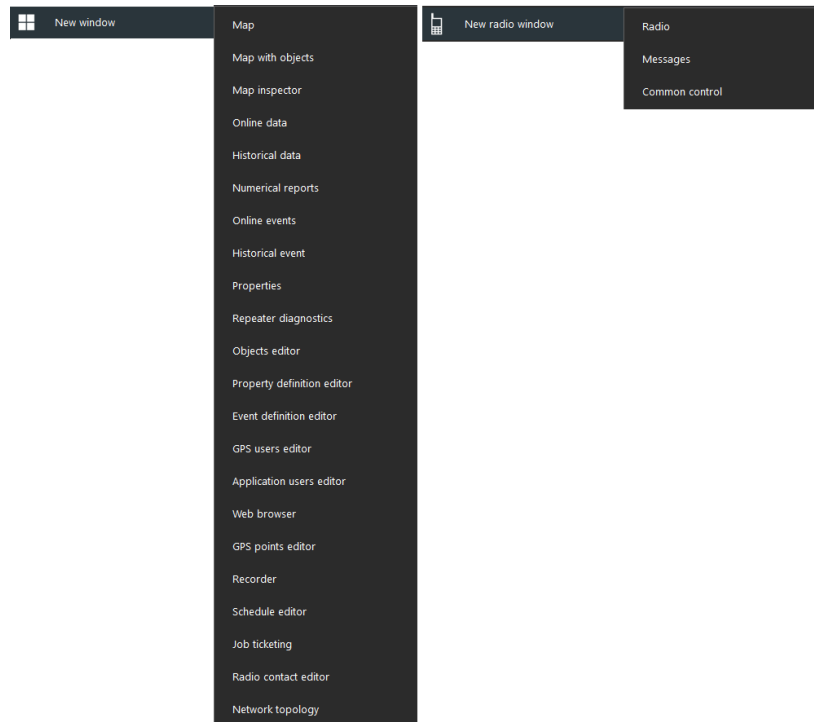 New window
Map
Map with objects
Map inspector
Online data
Historical data
Numerical reports
Online events
Historical event
Properties
Repeater diagnostics
Objects editor
Property definition editor
Event definition editor
GPS users editor
Application users editor
Web browser
GPS points editor
Recorder
Schedule editor
Job ticketing
Radio contact editor
Network topology
New radio window
Radio
Messages
Common control